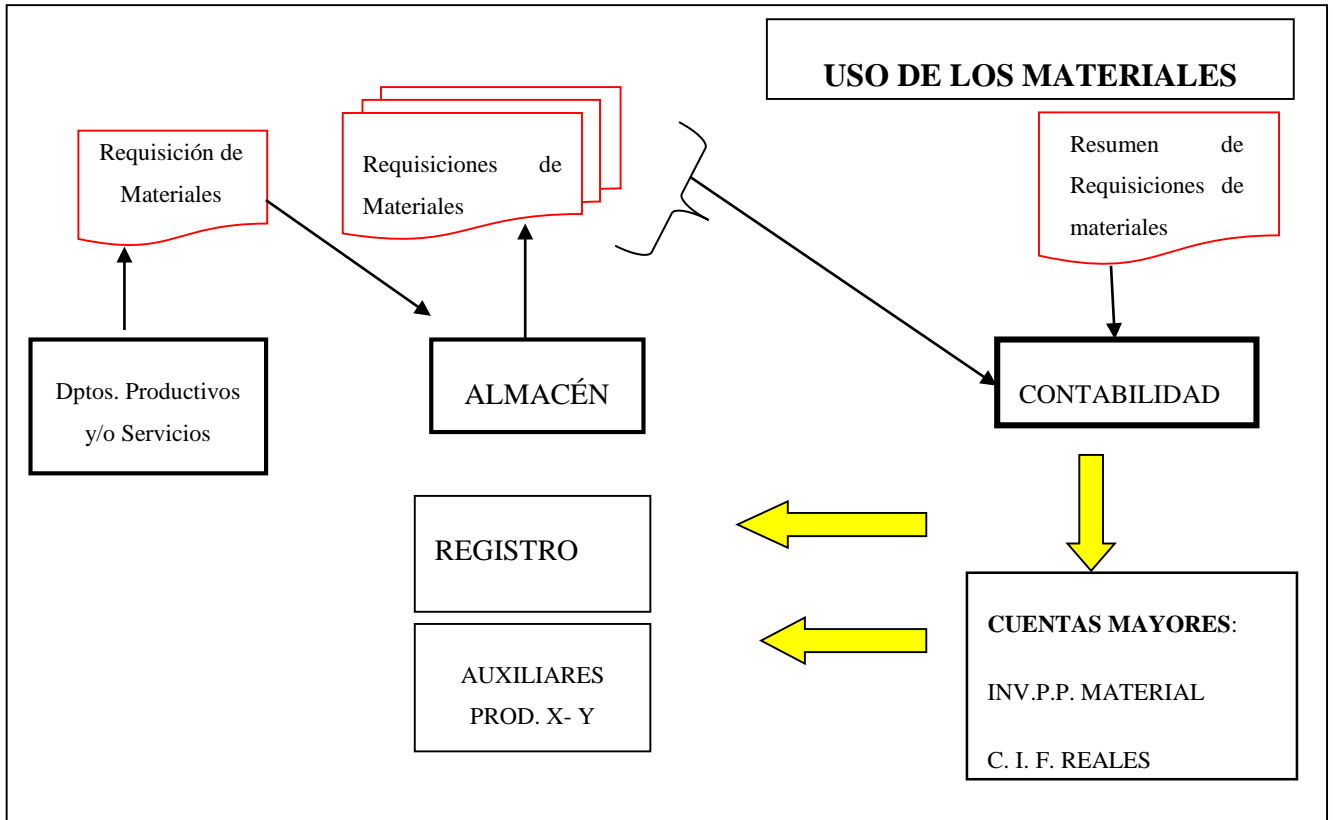 USO DE LOS MATERIALES
Requisición de
Materiales
Requisiciones de
Materiales
Resumen de
Requisiciones de
materiales
Dptos. Productivos
y/o Servicios
ALMACÉN
CONTABILIDAD
REGISTRO
AUXILIARES
PROD. X- Y
CUENTAS MAYORES:
INV.P.P. MATERIAL
C. I. F. REALES